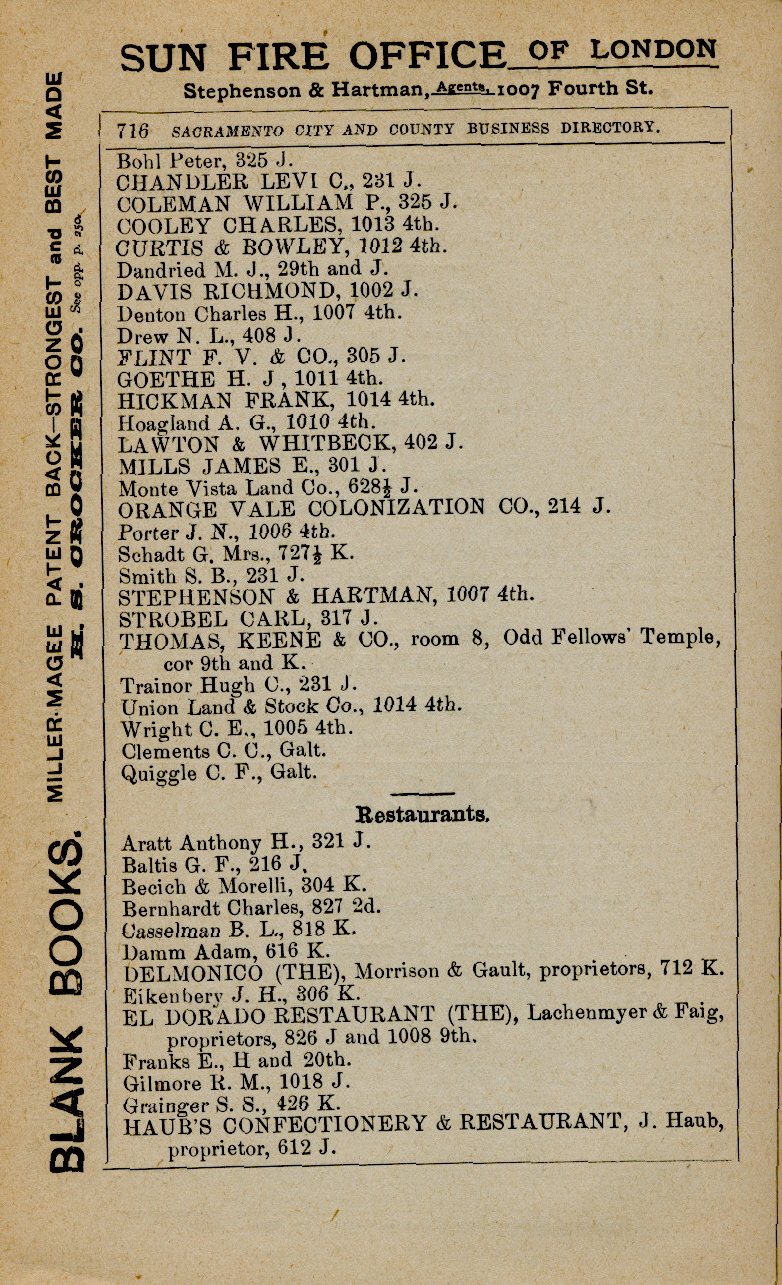 SUN FIRE OFFICE OF LONDON
Stephenson & Hartman, Agents, 1007 Fourth St.
716 SACRAMENTO CITY AND COUNTY BUSINESS DIRECTORY.
Bohl Peter, 325 J.
CHANDLER LEVI C., 231 J.
COLEMAN WILLIAM P., 325 J.
COOLEY CHARLES, 1013 4th.
CURTIS & BOWLEY, 1012 4th.
Dandried M. J., 29th and J.
DAVIS RICHMOND, 1002 J.
Denton Charles H., 1007 4th.
Drew N. L., 408 J.
FLINT F. V. & CO., 305 J.
GOETHE H. J , 1011 4th.
HICKMAN FRANK, 1014 4th.
Hoagland A. G., 1010 4th.
LAWTON & WHITBECK, 402 J.
MILLS JAMES E., 301 J.
Monte Vista Land Co., 628½ J.
ORANGE VALE COLONIZATION CO., 214 J.
Porter J. N., 1006 4th.
Schadt G. Mrs., 727½ K.
Smith S. B., 231 J.
STEPHENSON & HARTMAN, 1007 4th.
STROBEL CARL, 317 J.
THOMAS, KEENE & CO., room 8, Odd Fellows' Temple,
cor 9th and K.
Trainor Hugh C., 231 J.
Union Land & Stock Co., 1014 4th.
Wright C. E., 1005 4th.
Clements C. C., Galt.
Quiggle C. F., Galt.
Restaurants.
Aratt Anthony H., 321 J.
Baltis G. F., 216 J.
Becich & Morelli, 304 K.
Bernhardt Charles, 827 2d.
Casselman B. L., 818 K.
Damm Adam, 616 K.
DELMONICO (THE), Morrison & Gault, proprietors, 712 K.
Eikenbery J. H., 306 K.
EL DORADO RESTAURANT (THE), Lachenmyer & Faig,
proprietors, 826 J and 1008 9th.
Franks E., H and 20th.
Gilmore R. M., 1018 J.
Grainger S. S., 426 K.
HAUB'S CONFECTIONERY & RESTAURANT, J. Haub,
proprietor, 612 J.
BLANK BOOKS. MILLER-MAGEE PATENT BACK—STRONGEST and BEST MADE
H. S. CROCKER CO. See opp. p. 250.